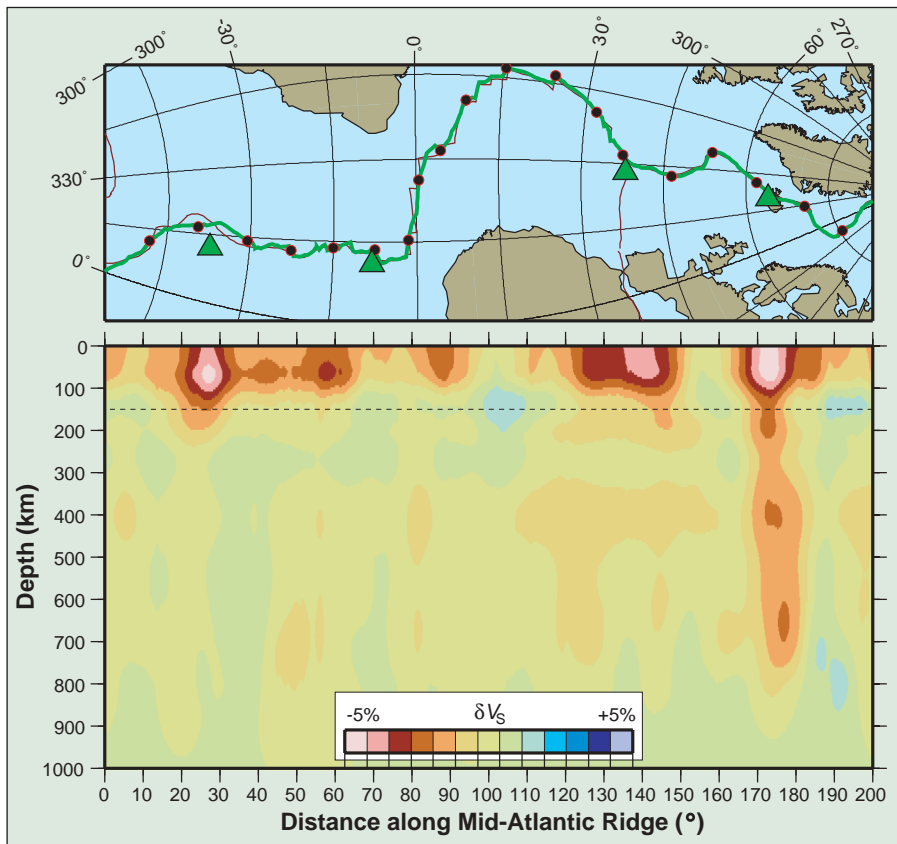 300° -30° 0° 30° 300° 60° 270°
300°
330°
0°
0
100
200
300
400
500
600
700
800
900
1000
Depth (km)
-5% δVS +5%
0 10 20 30 40 50 60 70 80 90 100 110 120 130 140 150 160 170 180 190 200
Distance along Mid-Atlantic Ridge (°)